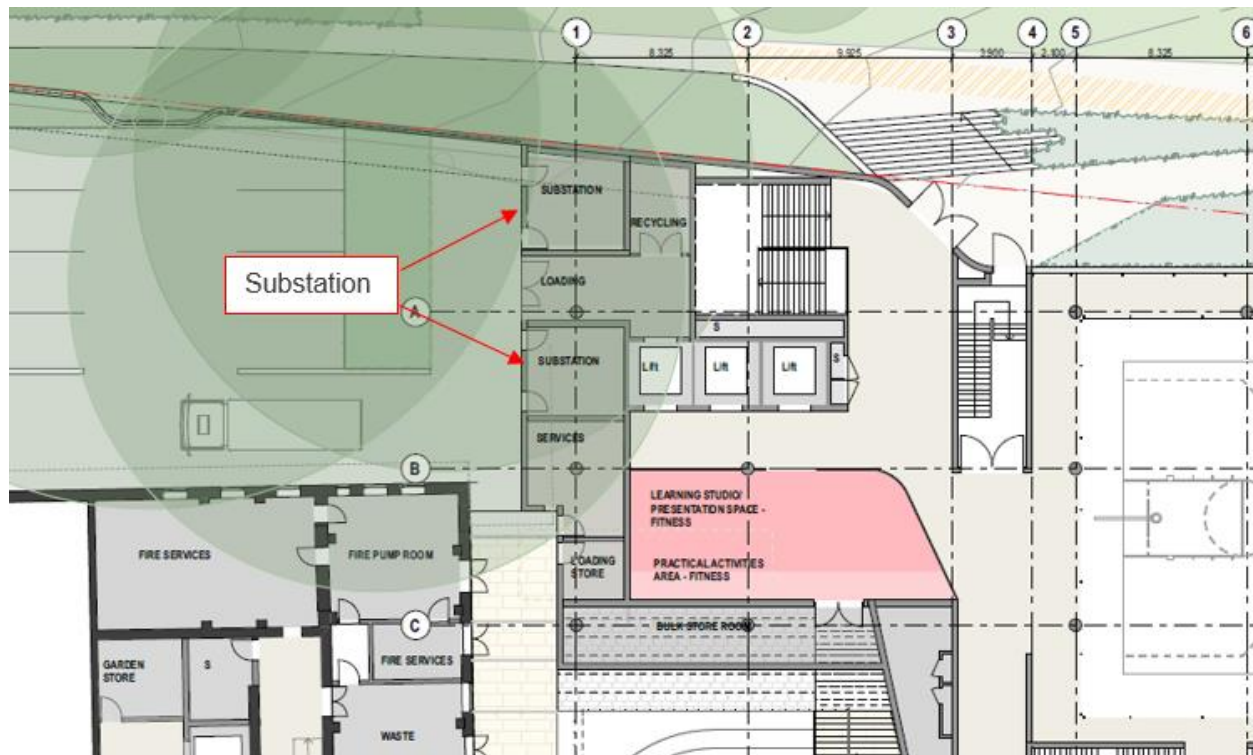 1
2
3
4
5
6
8.325
9.925
3.900
2.100
8.325
SUBSTATION
RECYCLING
Substation
LOADING
A
S
SUBSTATION
Lift
Lift
Lift
S
SERVICES
B
LEARNING STUDIO/
PRESENTATION SPACE -
FITNESS
FIRE SERVICES
FIRE PUMP ROOM
LOADING
STORE
PRACTICAL ACTIVITIES
AREA - FITNESS
C
BULK STORE ROOM
GARDEN
STORE
S
FIRE SERVICES
WASTE